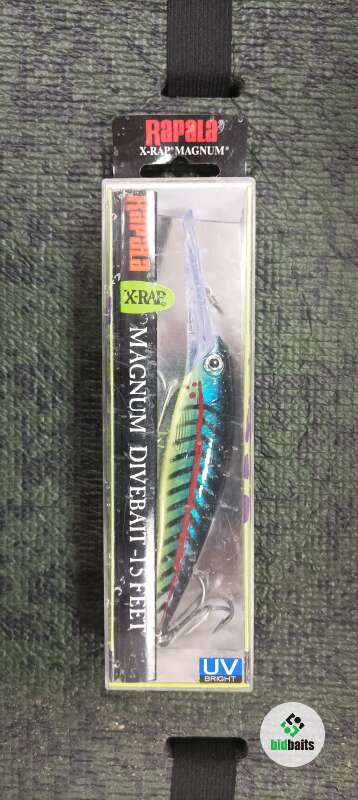 Rapala
X-RAP® MAGNUM®
Rapala
X-RAP
MAGNUM DIVEBAIT - 15 FEET
UV
BRIGHT
bidbaits